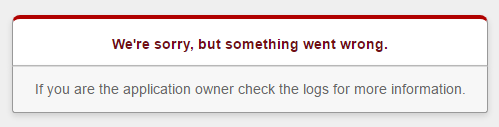 We're sorry, but something went wrong.
If you are the application owner check the logs for more information.